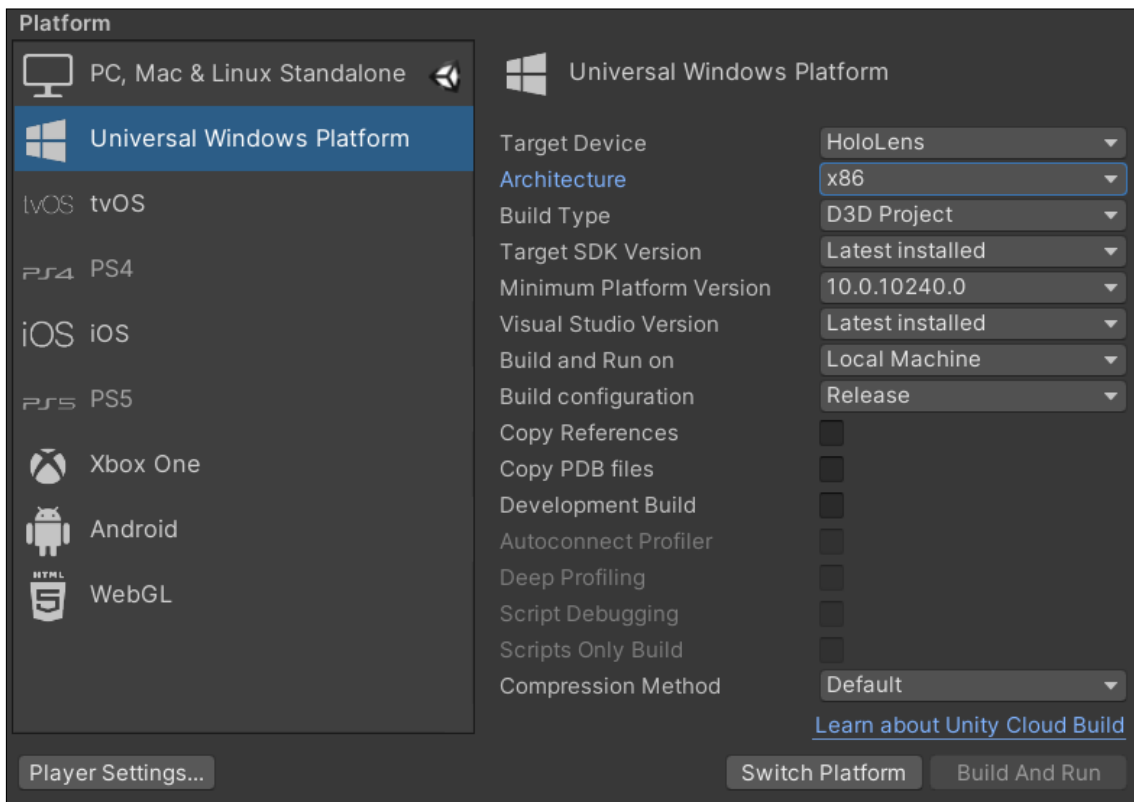 Platform
PC, Mac & Linux Standalone
Universal Windows Platform
tvOS tvOS
PS4 PS4
iOS iOS
PS5 PS5
Xbox One
Android
HTML 5 WebGL
Universal Windows Platform
Target Device HoloLens
Architecture x86
Build Type D3D Project
Target SDK Version Latest installed
Minimum Platform Version 10.0.10240.0
Visual Studio Version Latest installed
Build and Run on Local Machine
Build configuration Release
Copy References
Copy PDB files
Development Build
Autoconnect Profiler
Deep Profiling
Script Debugging
Scripts Only Build
Compression Method Default
Learn about Unity Cloud Build
Player Settings... Switch Platform Build And Run